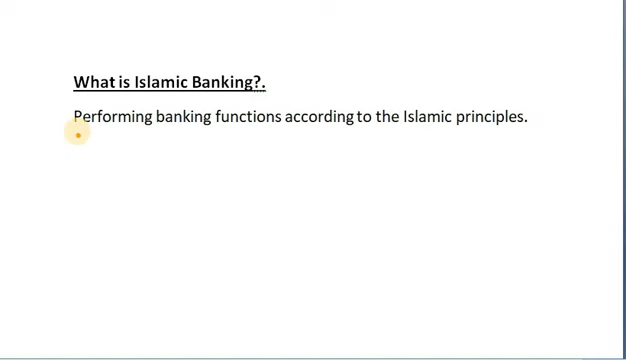 What is Islamic Banking?.
Performing banking functions according to the Islamic principles.